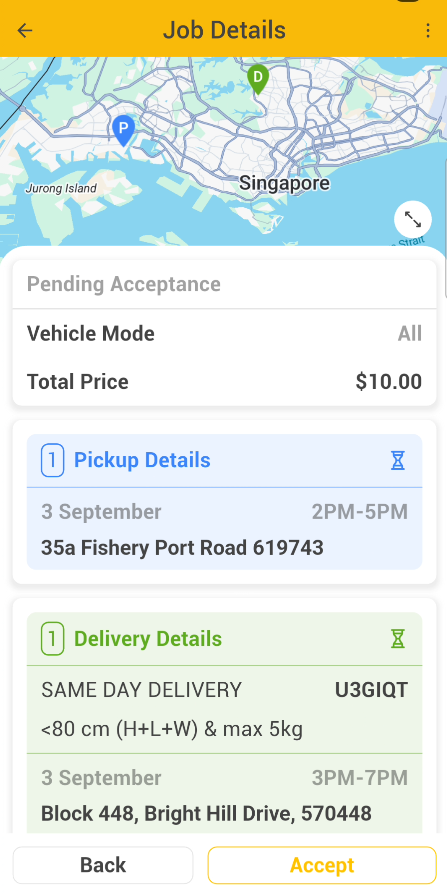 Job Details
D
P
Jurong Island
Singapore
Strait
Pending Acceptance
Vehicle Mode All
Total Price $10.00
1 Pickup Details
3 September 2PM-5PM
35a Fishery Port Road 619743
1 Delivery Details
SAME DAY DELIVERY U3GIQT
<80 cm (H+L+W) & max 5kg
3 September 3PM-7PM
Block 448, Bright Hill Drive, 570448
Back Accept